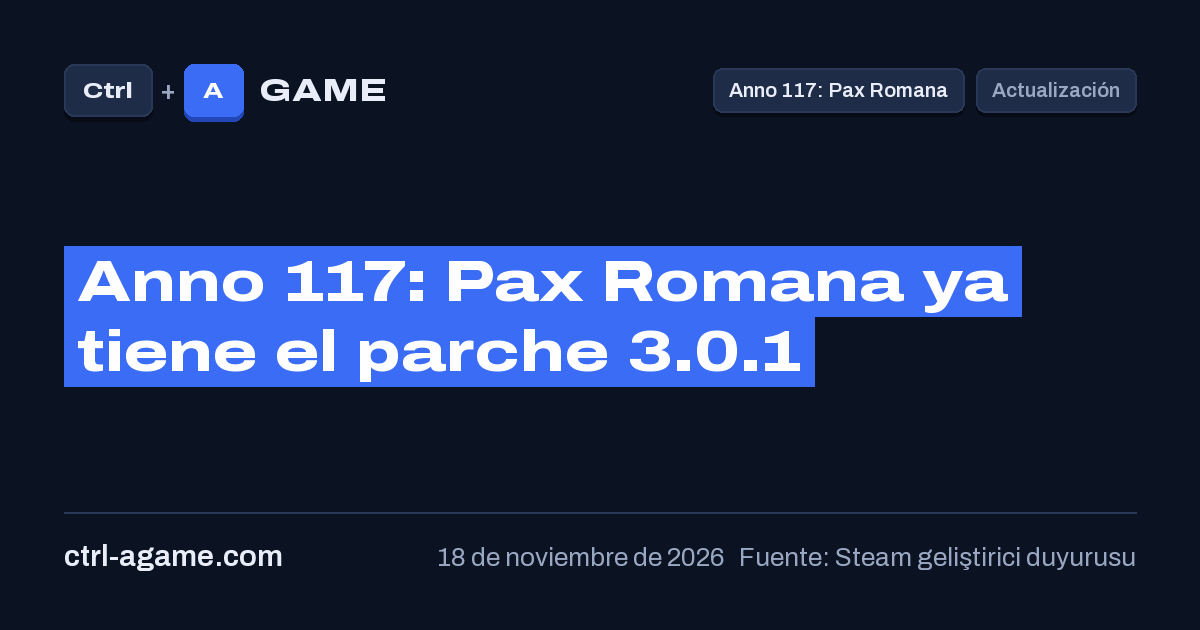 Ctrl + A GAME
Anno 117: Pax Romana
Actualización
Anno 117: Pax Romana ya
tiene el parche 3.0.1
ctrl-agame.com
18 de noviembre de 2026 Fuente: Steam geliştirici duyurusu